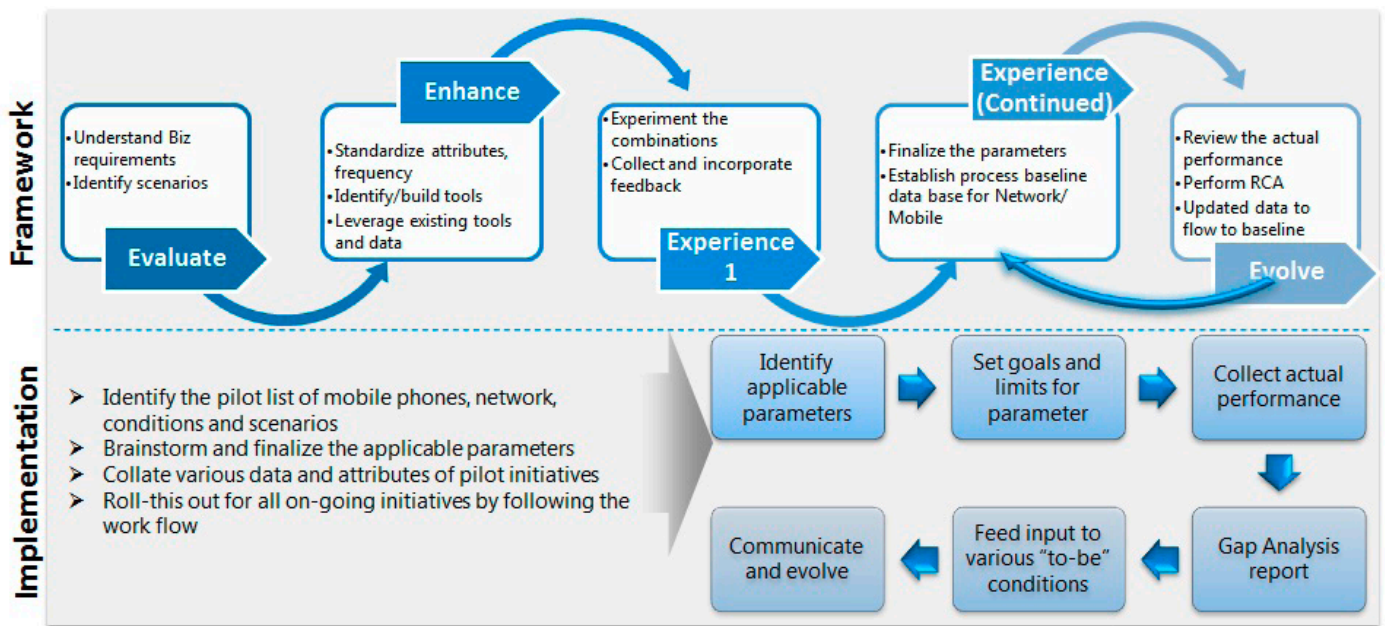 Framework
• Understand Biz
requirements
• Identify scenarios
Evaluate
Enhance
• Standardize attributes,
frequency
• Identify/build tools
• Leverage existing tools
and data
• Experiment the
combinations
• Collect and incorporate
feedback
Experience
1
Experience
(Continued)
• Finalize the parameters
• Establish process baseline
data base for Network/
Mobile
• Review the actual
performance
• Perform RCA
• Updated data to
flow to baseline
Evolve
Implementation
➢ Identify the pilot list of mobile phones, network,
conditions and scenarios
➢ Brainstorm and finalize the applicable parameters
➢ Collate various data and attributes of pilot initiatives
➢ Roll-this out for all on-going initiatives by following the
work flow
Identify
applicable
parameters
Set goals and
limits for
parameter
Collect actual
performance
Gap Analysis
report
Feed input to
various “to-be”
conditions
Communicate
and evolve